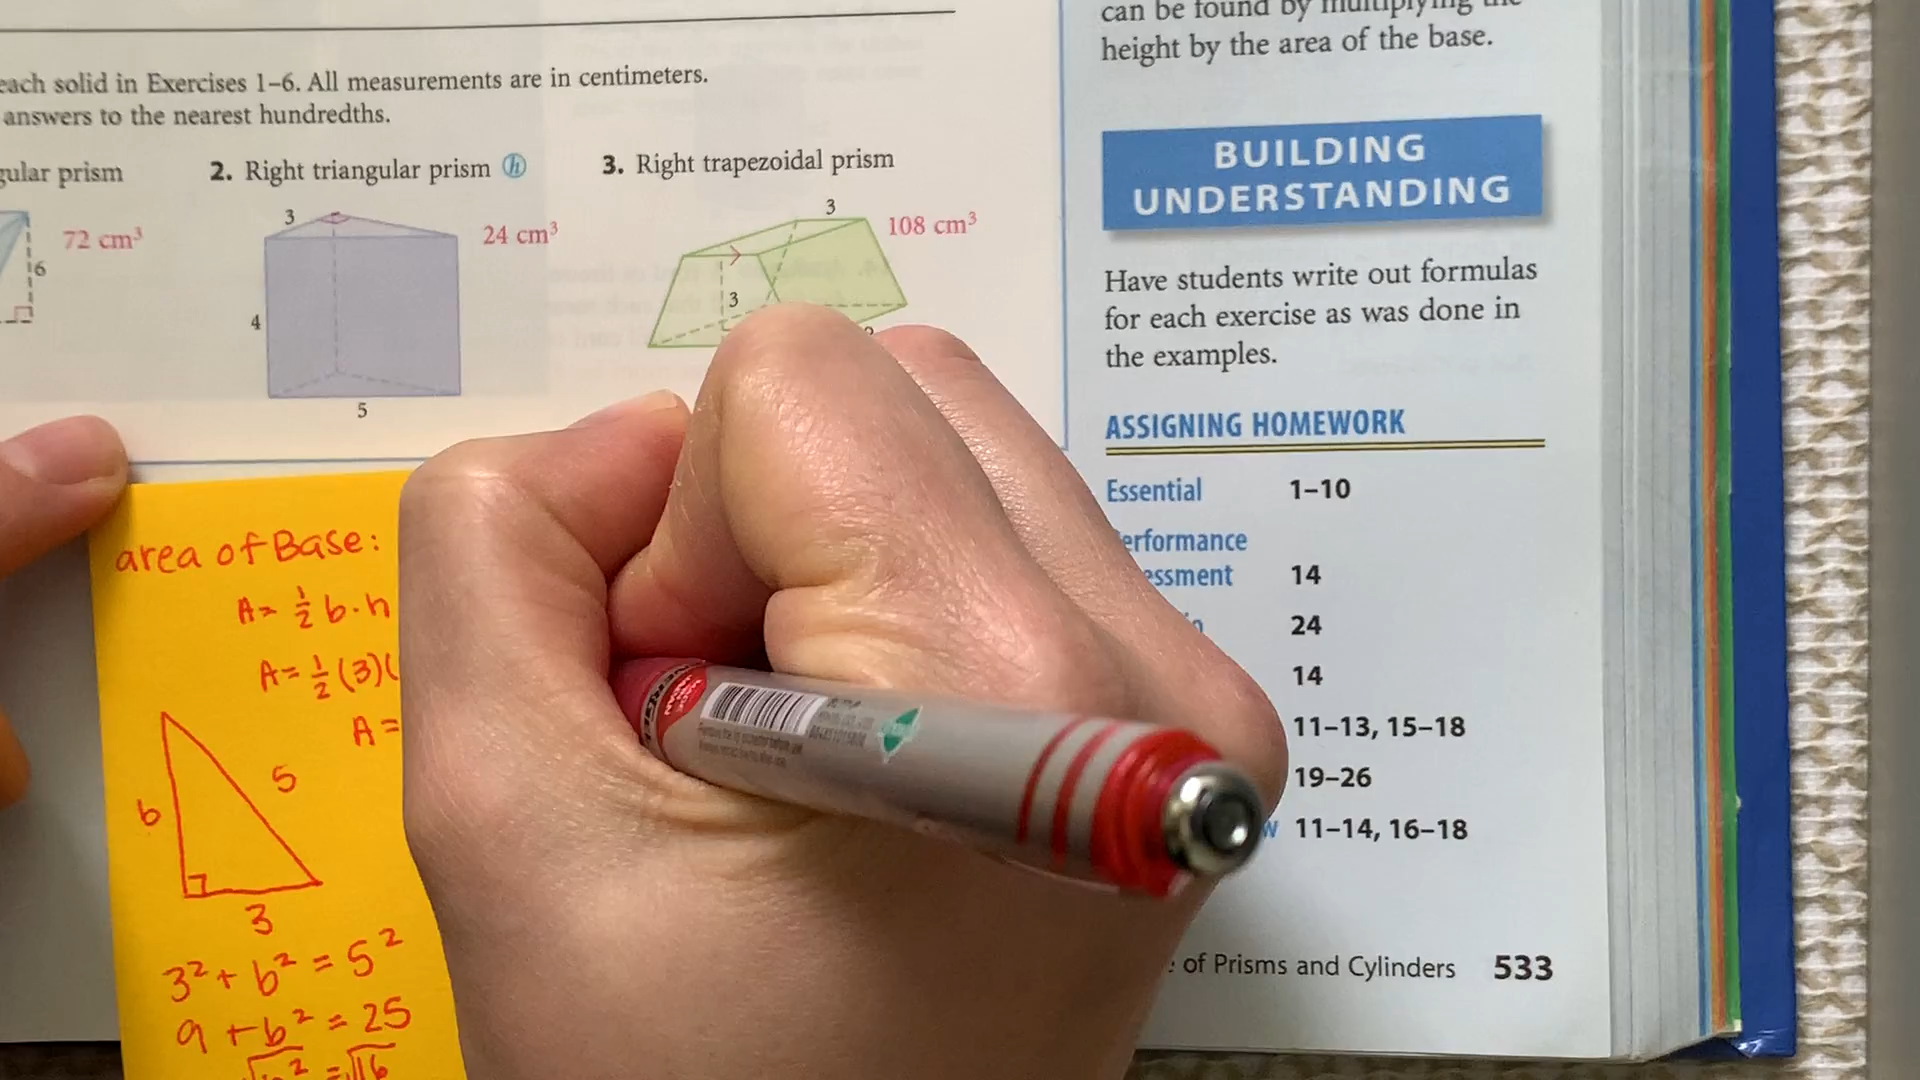 can be found by multiplying the
height by the area of the base.
each solid in Exercises 1–6. All measurements are in centimeters.
answers to the nearest hundredths.
gular prism
72 cm³
6
2. Right triangular prism ⓗ
3
24 cm³
4
5
3. Right trapezoidal prism
3
108 cm³
3
BUILDING
UNDERSTANDING
Have students write out formulas
for each exercise as was done in
the examples.
ASSIGNING HOMEWORK
Essential 1–10
erformance
essment 14
24
14
11–13, 15–18
19–26
w 11–14, 16–18
of Prisms and Cylinders 533
area of Base:
A = ½ b · h
A = ½ (3)(
A =
b
5
3
3² + b² = 5²
9 + b² = 25
= √16